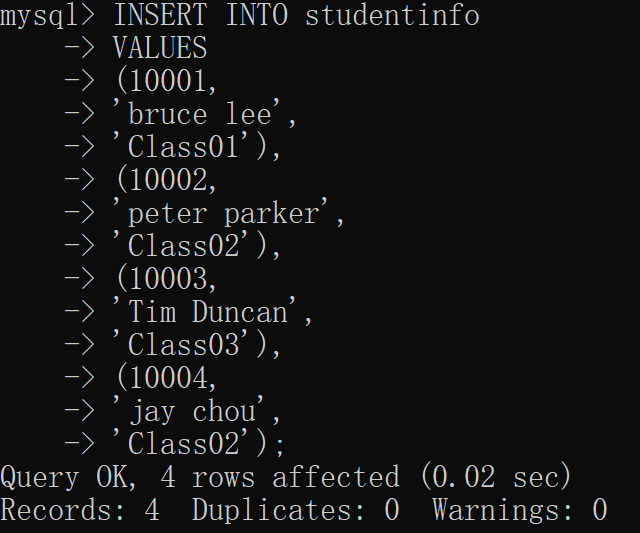 mysql> INSERT INTO studentinfo
    -> VALUES
    -> (10001,
    -> 'bruce lee',
    -> 'Class01'),
    -> (10002,
    -> 'peter parker',
    -> 'Class02'),
    -> (10003,
    -> 'Tim Duncan',
    -> 'Class03'),
    -> (10004,
    -> 'jay chou',
    -> 'Class02');
Query OK, 4 rows affected (0.02 sec)
Records: 4  Duplicates: 0  Warnings: 0